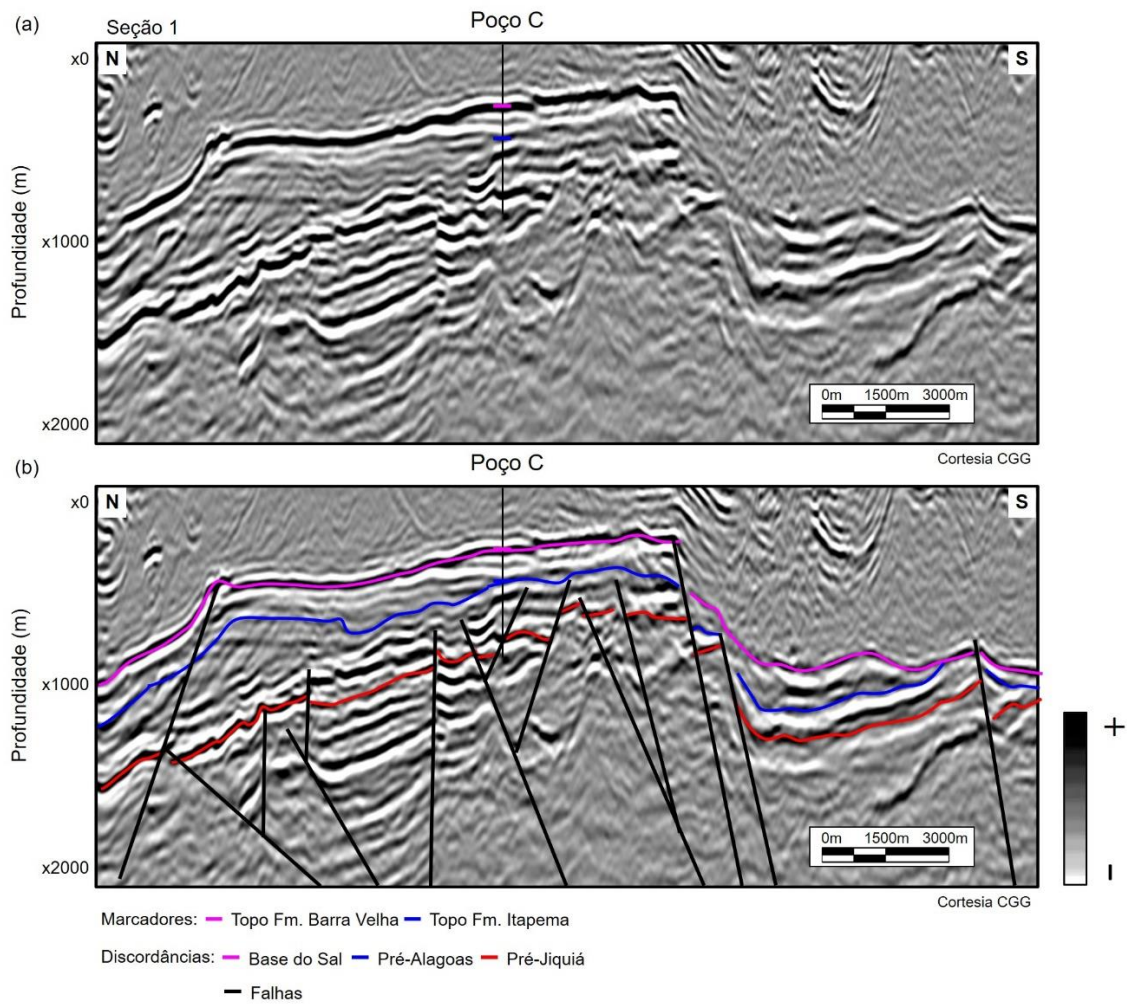 (a)
Seção 1
Poço C
N
S
x0
x1000
x2000
Profundidade (m)
0m 1500m 3000m
Cortesia CGG
(b)
Poço C
N
S
x0
x1000
x2000
Profundidade (m)
0m 1500m 3000m
+
-
Cortesia CGG
Marcadores: Topo Fm. Barra Velha Topo Fm. Itapema
Discordâncias: Base do Sal Pré-Alagoas Pré-Jiquiá
Falhas